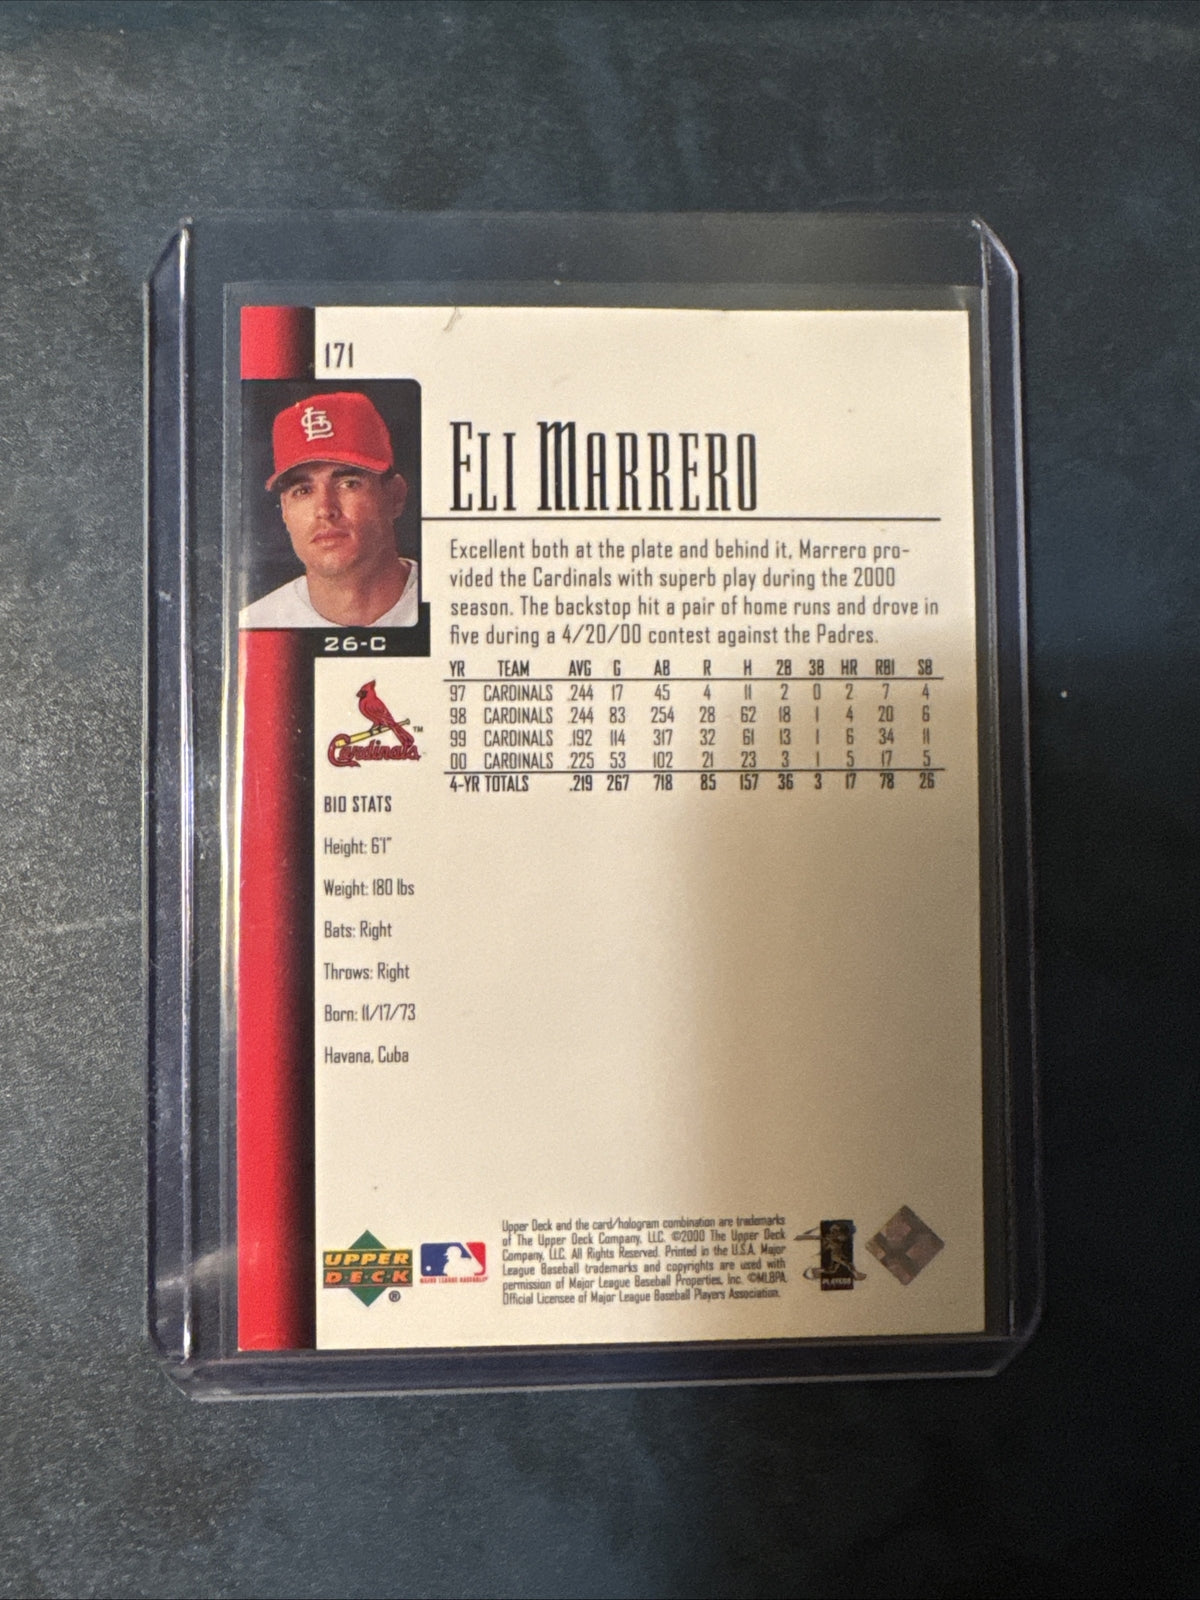 171
STL
26-C
ELI MARRERO
Excellent both at the plate and behind it, Marrero pro-
vided the Cardinals with superb play during the 2000
season. The backstop hit a pair of home runs and drove in
five during a 4/20/00 contest against the Padres.
YR TEAM AVG G AB R H 2B 3B HR RBI SB
97 CARDINALS .244 17 45 4 11 2 0 2 7 4
98 CARDINALS .244 83 254 28 62 18 1 4 20 6
99 CARDINALS .192 114 317 32 61 13 1 6 34 11
00 CARDINALS .225 53 102 21 23 3 1 5 17 5
4-YR TOTALS .219 267 718 85 157 36 3 17 78 26
Cardinals™
BIO STATS
Height: 6'1"
Weight: 180 lbs
Bats: Right
Throws: Right
Born: 11/17/73
Havana, Cuba
UPPER
DECK®
MAJOR LEAGUE BASEBALL
Upper Deck and the card/hologram combination are trademarks
of The Upper Deck Company, LLC. ©2000 The Upper Deck
Company, LLC. All Rights Reserved. Printed in the U.S.A. Major
League Baseball trademarks and copyrights are used with
permission of Major League Baseball Properties, Inc. ©MLBPA
Official Licensee of Major League Baseball Players Association.
PLAYERS